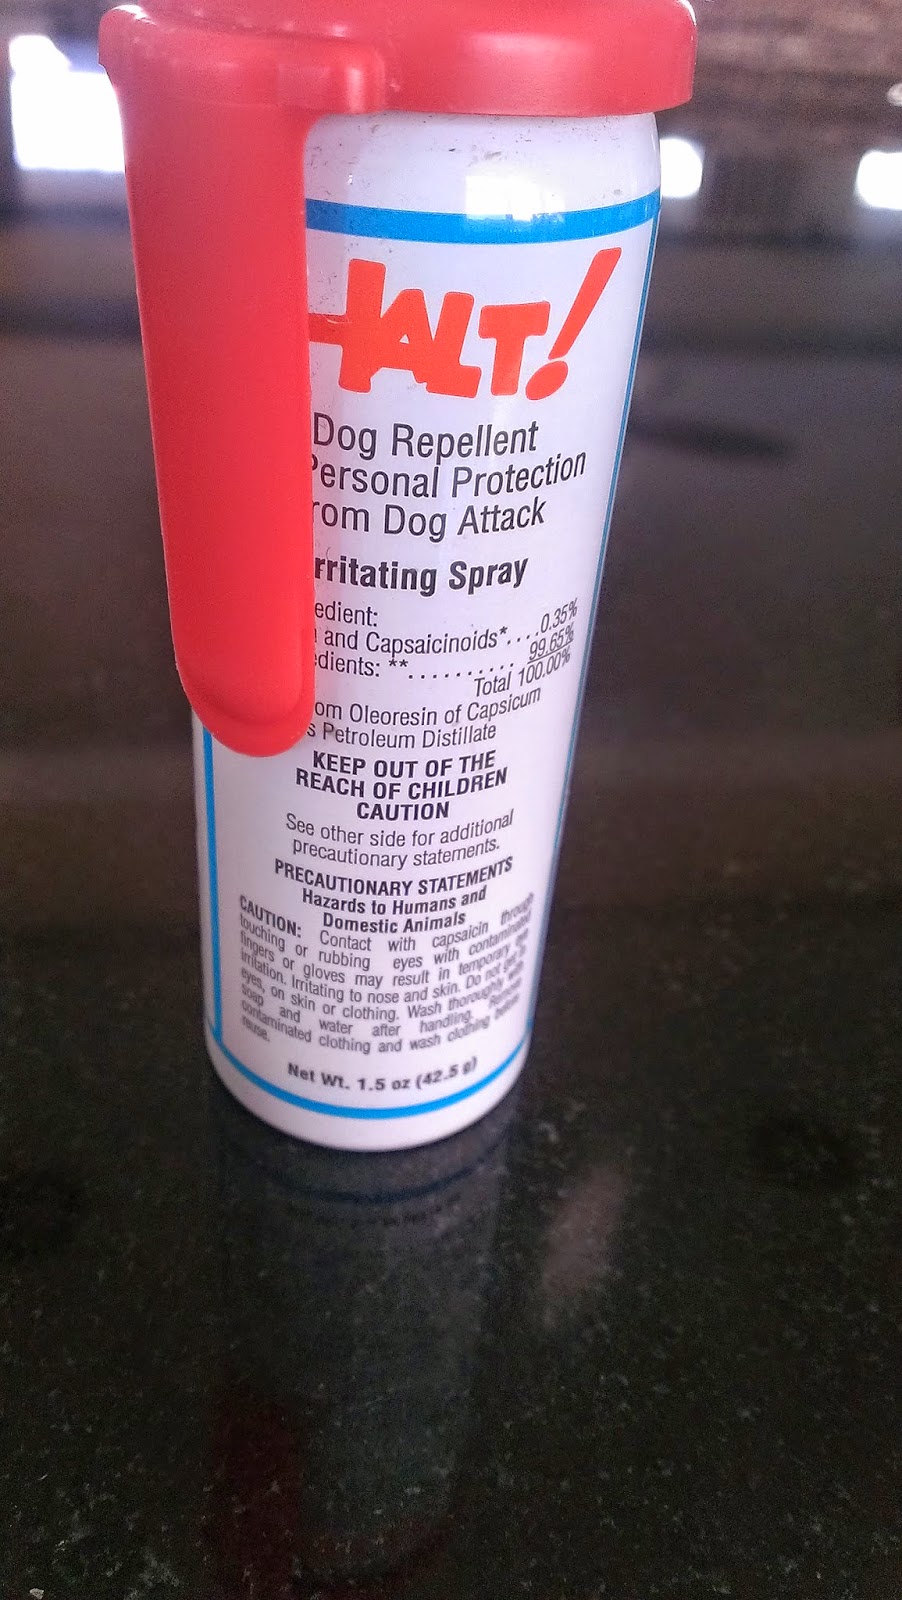 HALT!
Dog Repellent
Personal Protection
rom Dog Attack
rritating Spray
edient:
and Capsaicinoids*....0.35%
edients: **.......... 99.65%
Total 100.00%
om Oleoresin of Capsicum
s Petroleum Distillate
KEEP OUT OF THE
REACH OF CHILDREN
CAUTION
See other side for additional
precautionary statements.
PRECAUTIONARY STATEMENTS
Hazards to Humans and
Domestic Animals
CAUTION: Contact with capsaicin through
touching or rubbing eyes with contaminated
fingers or gloves may result in temporary eye
irritation. Irritating to nose and skin. Do not get in
eyes, on skin or clothing. Wash thoroughly with
soap and water after handling. Remove
contaminated clothing and wash clothing before
reuse.
Net Wt. 1.5 oz (42.5 g)